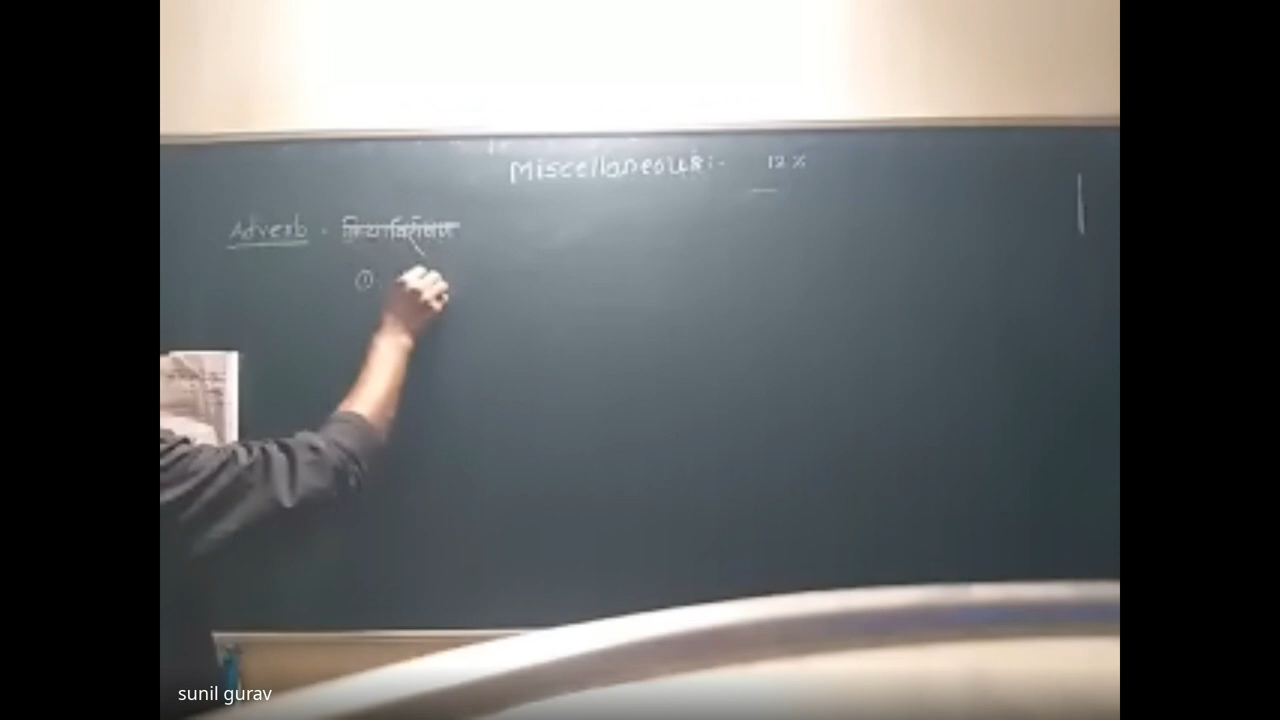 Miscellaneous :- 12 x
Adverb - क्रियाविशेषण
①
sunil gurav